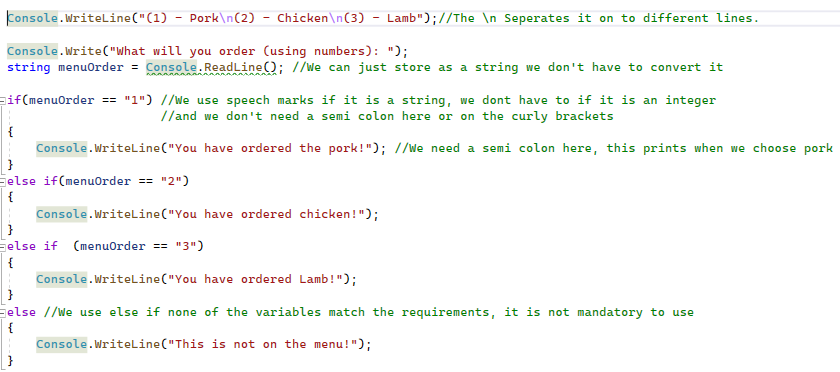 Console.WriteLine("(1) - Pork\n(2) - Chicken\n(3) - Lamb");//The \n Seperates it on to different lines.
Console.Write("What will you order (using numbers): ");
string menuOrder = Console.ReadLine(); //We can just store as a string we don't have to convert it
if(menuOrder == "1") //We use speech marks if it is a string, we dont have to if it is an integer
//and we don't need a semi colon here or on the curly brackets
{
Console.WriteLine("You have ordered the pork!"); //We need a semi colon here, this prints when we choose pork
}
else if(menuOrder == "2")
{
Console.WriteLine("You have ordered chicken!");
}
else if  (menuOrder == "3")
{
Console.WriteLine("You have ordered Lamb!");
}
else //We use else if none of the variables match the requirements, it is not mandatory to use
{
Console.WriteLine("This is not on the menu!");
}